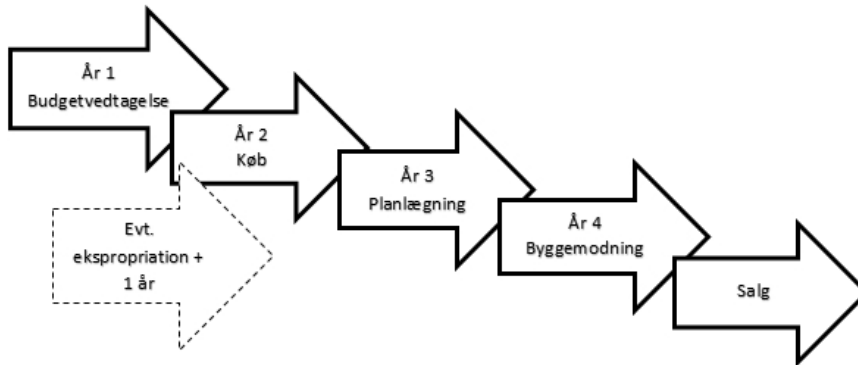 År 1
Budgetvedtagelse
År 2
Køb
Evt.
ekspropriation +
1 år
År 3
Planlægning
År 4
Byggemodning
Salg